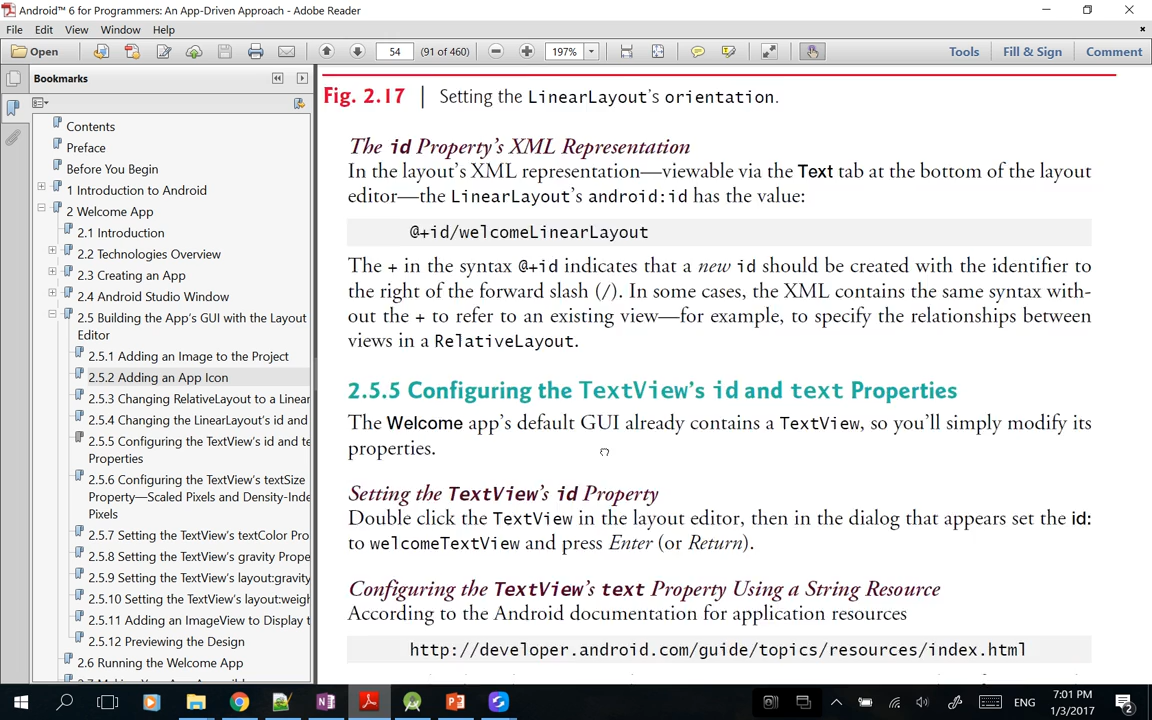 Android™ 6 for Programmers: An App-Driven Approach - Adobe Reader
File Edit View Window Help
Open 54 (91 of 460) 197% Tools Fill & Sign Comment
Bookmarks
Contents
Preface
Before You Begin
1 Introduction to Android
2 Welcome App
2.1 Introduction
2.2 Technologies Overview
2.3 Creating an App
2.4 Android Studio Window
2.5 Building the App's GUI with the Layout
Editor
2.5.1 Adding an Image to the Project
2.5.2 Adding an App Icon
2.5.3 Changing RelativeLayout to a Linea
2.5.4 Changing the LinearLayout's id and
2.5.5 Configuring the TextView's id and te
Properties
2.5.6 Configuring the TextView's textSize
Property—Scaled Pixels and Density-Inde
Pixels
2.5.7 Setting the TextView's textColor Pro
2.5.8 Setting the TextView's gravity Prope
2.5.9 Setting the TextView's layout:gravity
2.5.10 Setting the TextView's layout:weigh
2.5.11 Adding an ImageView to Display t
2.5.12 Previewing the Design
2.6 Running the Welcome App
Fig. 2.17 | Setting the LinearLayout's orientation.
The id Property's XML Representation
In the layout's XML representation—viewable via the Text tab at the bottom of the layout
editor—the LinearLayout's android:id has the value:
@+id/welcomeLinearLayout
The + in the syntax @+id indicates that a new id should be created with the identifier to
the right of the forward slash (/). In some cases, the XML contains the same syntax with-
out the + to refer to an existing view—for example, to specify the relationships between
views in a RelativeLayout.
2.5.5 Configuring the TextView's id and text Properties
The Welcome app's default GUI already contains a TextView, so you'll simply modify its
properties.
Setting the TextView's id Property
Double click the TextView in the layout editor, then in the dialog that appears set the id:
to welcomeTextView and press Enter (or Return).
Configuring the TextView's text Property Using a String Resource
According to the Android documentation for application resources
http://developer.android.com/guide/topics/resources/index.html
ENG
7:01 PM
1/3/2017
2